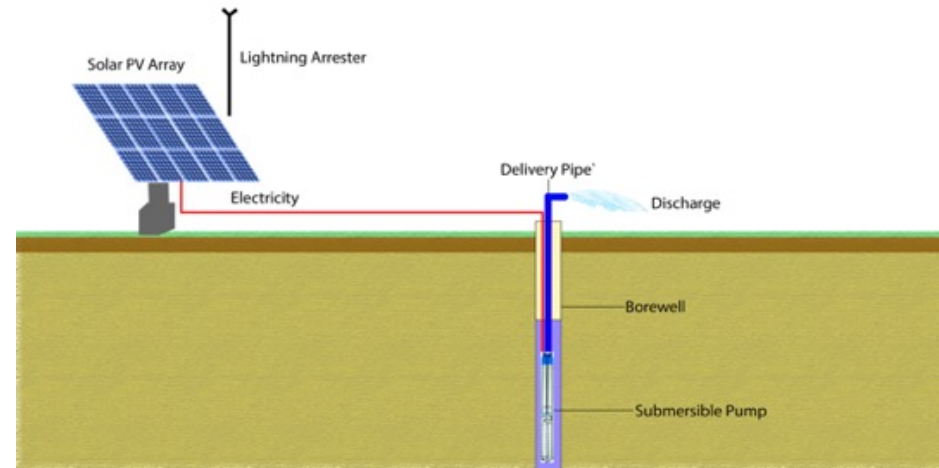 Lightning Arrester
Solar PV Array
Electricity
Delivery Pipe`
Discharge
Borewell
Submersible Pump